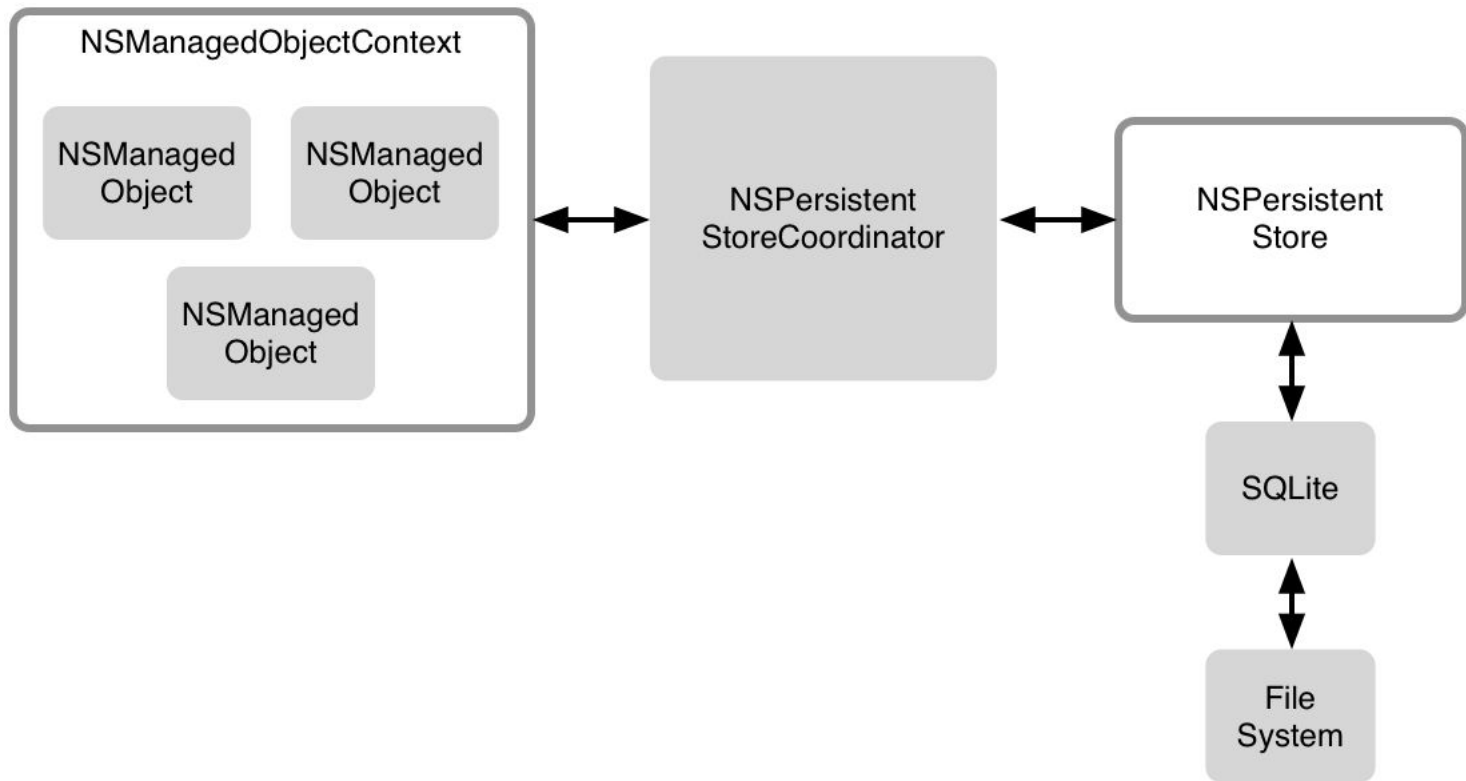 NSManagedObjectContext
NSManaged
Object
NSManaged
Object
NSManaged
Object
NSPersistent
StoreCoordinator
NSPersistent
Store
SQLite
File
System